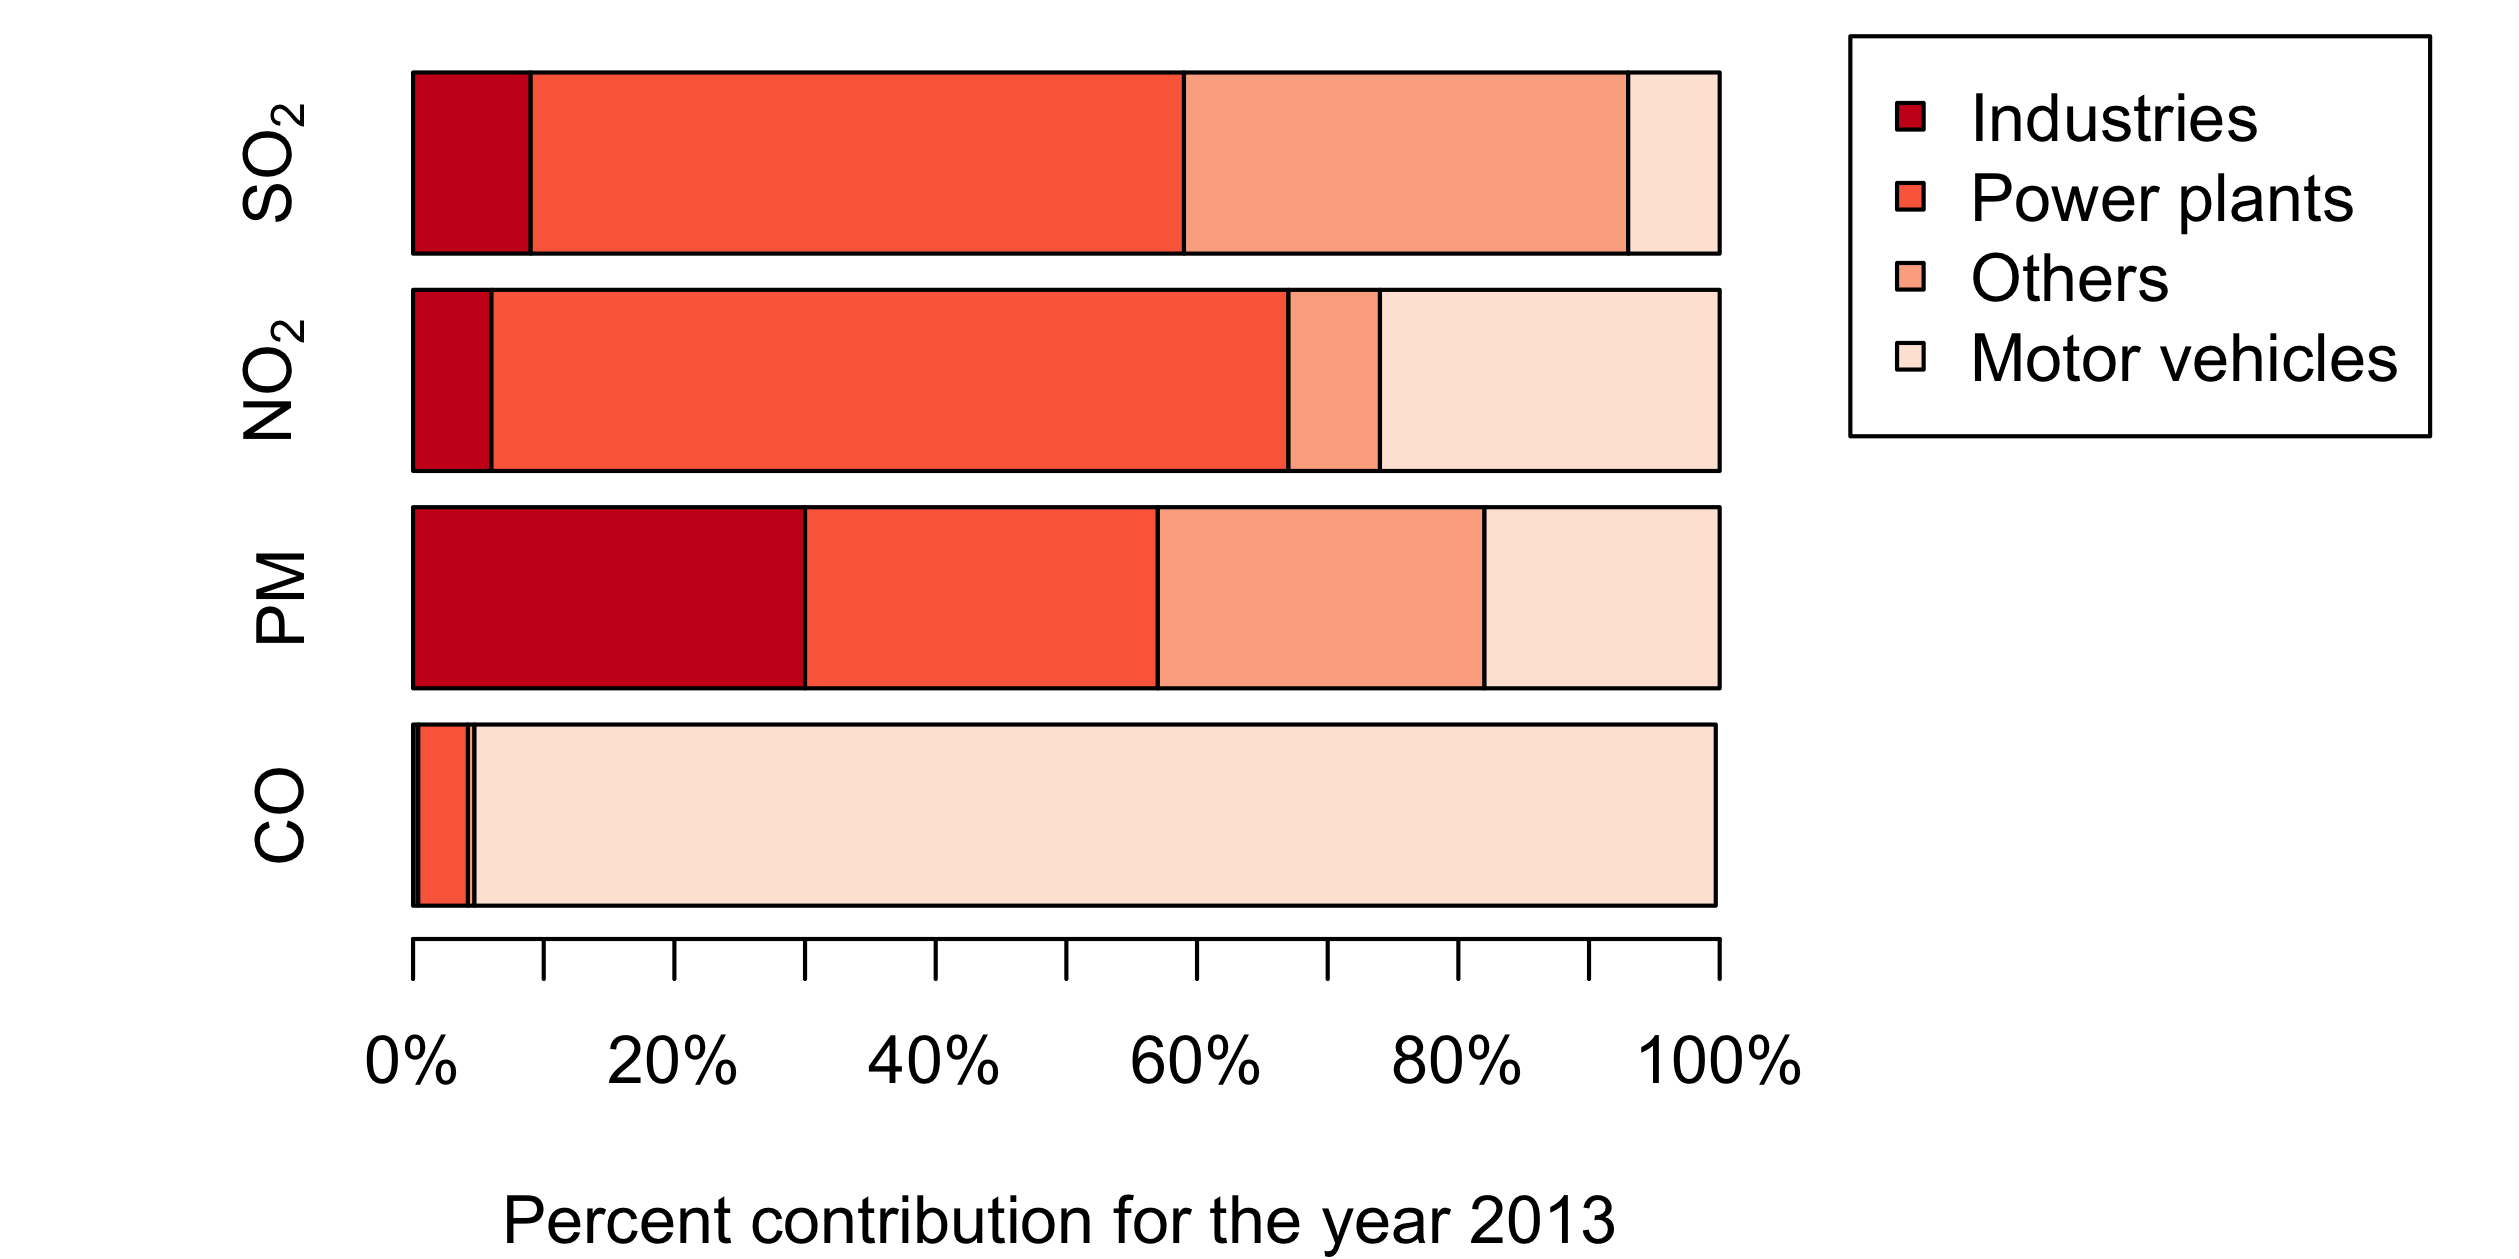 SO₂
NO₂
PM
CO
Industries
Power plants
Others
Motor vehicles
0% 20% 40% 60% 80% 100%
Percent contribution for the year 2013